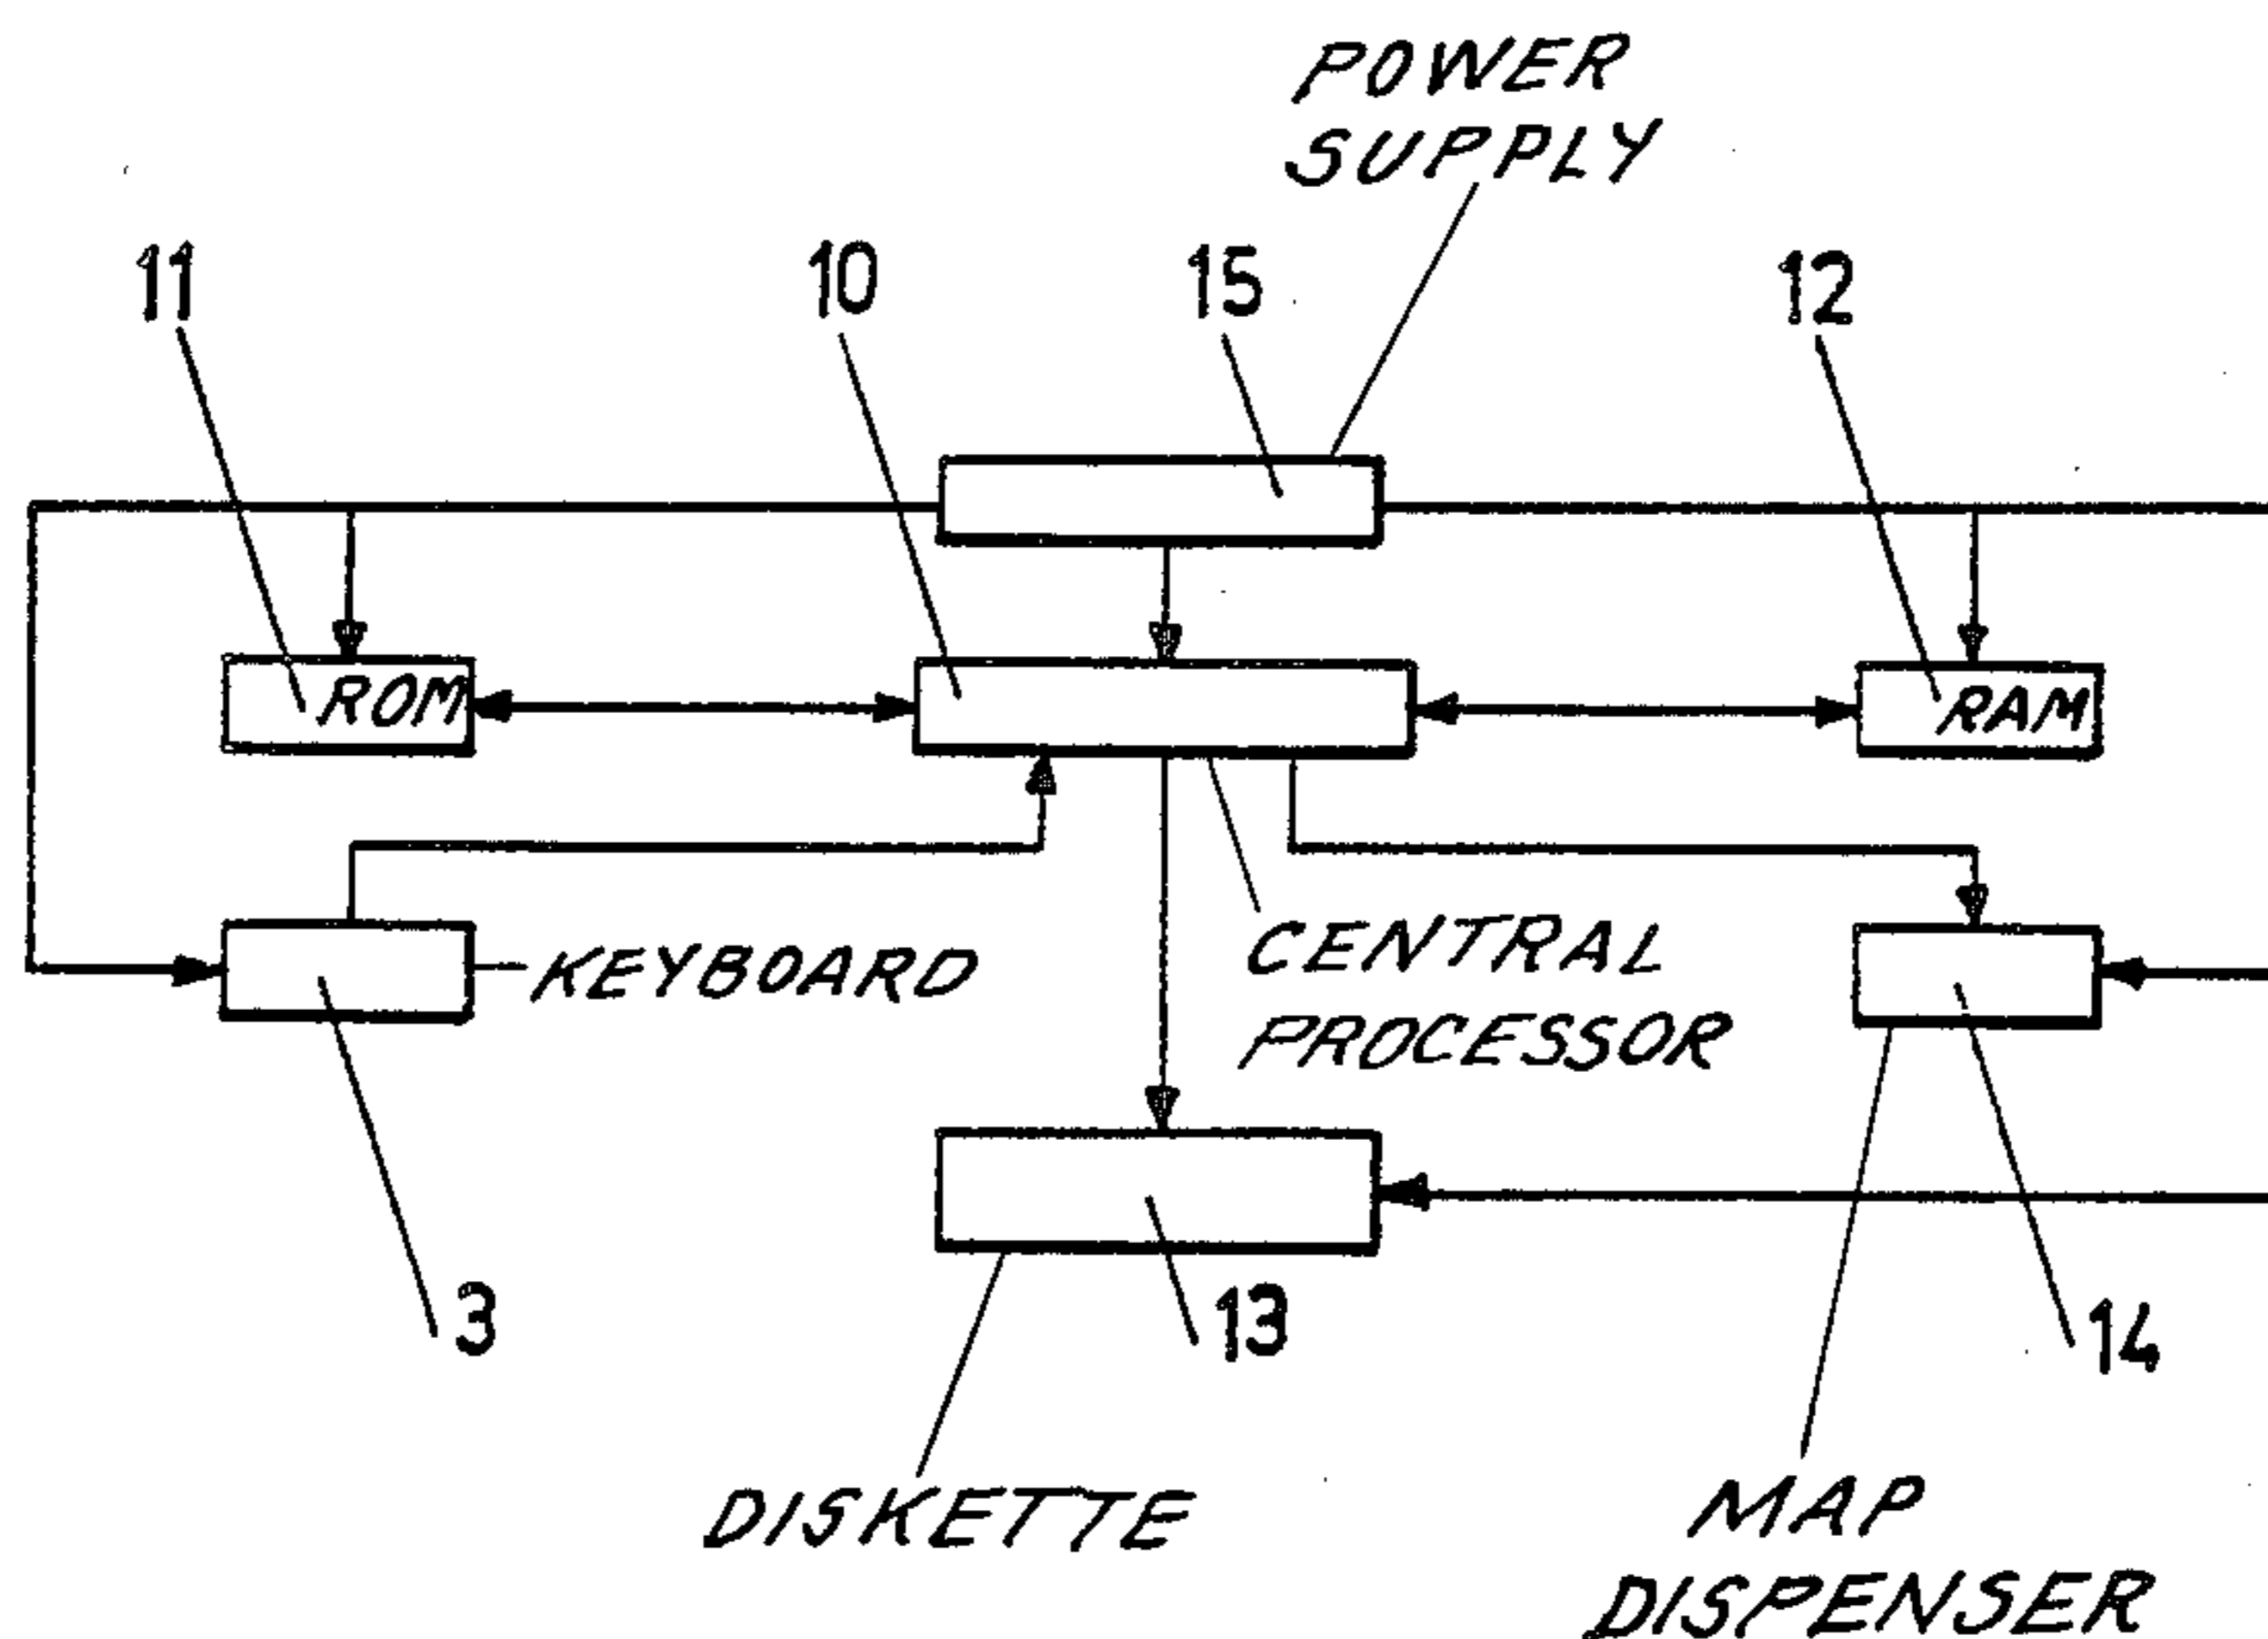 POWER
SUPPLY
11
10
15
12
ROM
RAM
KEYBOARD
CENTRAL
PROCESSOR
3
13
14
DISKETTE
MAP
DISPENSER